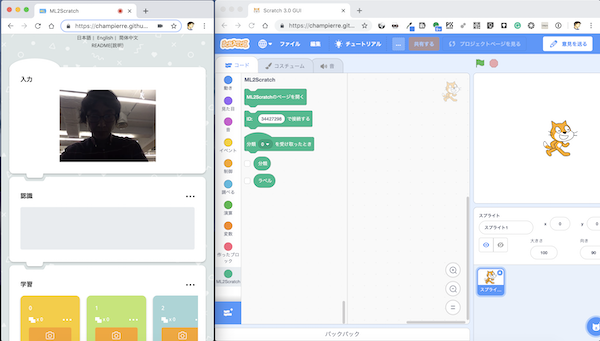 ML2Scratch
https://champierre.githu...
日本語 | English | 简体中文
README(説明)
入力
認識
学習
0
x 0
1
x 0
2
x 0
Scratch 3.0 GUI
https://champierre.git...
SCRATCH
ファイル
編集
チュートリアル
...
共有する
プロジェクトページを見る
意見を送る
コード
コスチューム
音
動き
見た目
音
イベント
制御
調べる
演算
変数
作ったブロック
ML2Scratch
ML2Scratch
ML2Scratchのページを開く
ID:
34427298
で接続する
分類
0
を受け取ったとき
分類
ラベル
バックパック
スプライト
スプライト1
x
0
y
0
大きさ
100
向き
90
スプライ...